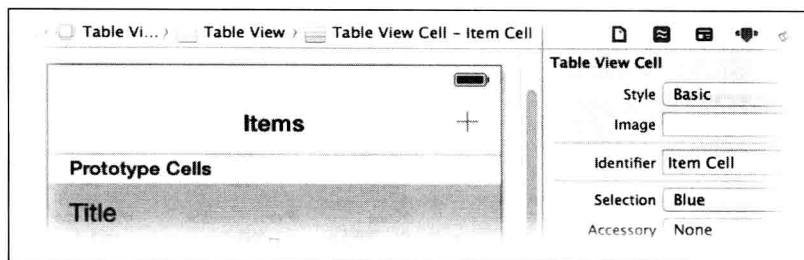 Table Vi... › Table View › Table View Cell – Item Cell
Items
+
Prototype Cells
Title
Table View Cell
Style Basic
Image
Identifier Item Cell
Selection Blue
Accessory None